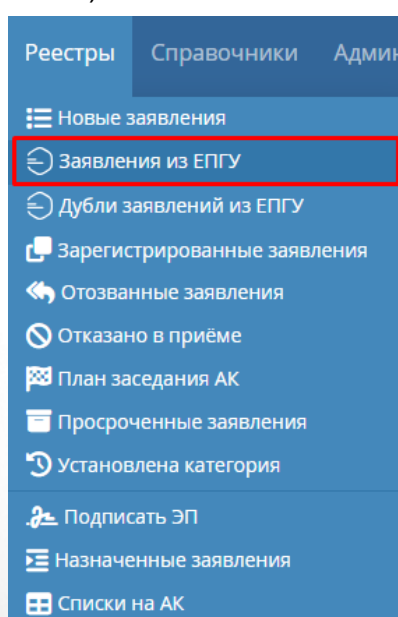 Реестры Справочники Админ
Новые заявления
Заявления из ЕПГУ
Дубли заявлений из ЕПГУ
Зарегистрированные заявления
Отозванные заявления
Отказано в приёме
План заседания АК
Просроченные заявления
Установлена категория
Подписать ЭП
Назначенные заявления
Списки на АК